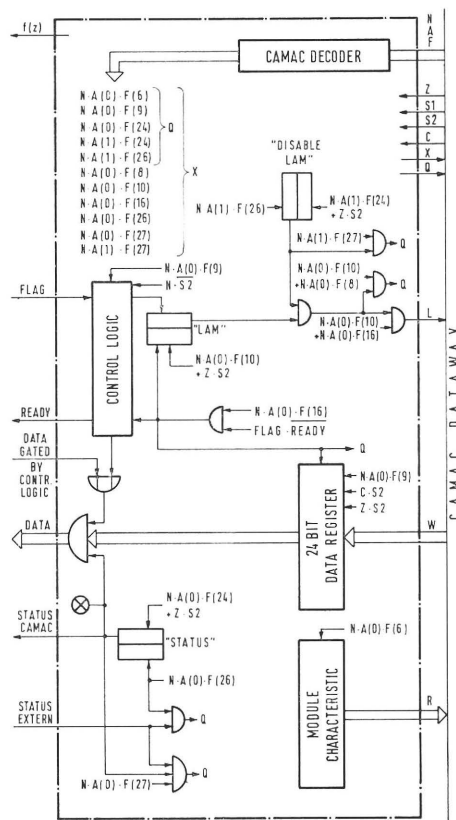 f(z)
CAMAC DECODER
N A F
Z
S1
S2
C
X
Q
N·A(0)·F(6)
N·A(0)·F(9)
N·A(0)·F(24)
N·A(1)·F(24)
N·A(1)·F(26)
N·A(0)·F(8)
N·A(0)·F(10)
N·A(0)·F(16)
N·A(0)·F(26)
N·A(0)·F(27)
N·A(1)·F(27)
Q
X
"DISABLE
LAM"
N·A(1)·F(26)
N·A(1)·F(24)
+ Z·S2
N·A(1)·F(27)
Q
N·A(0)·F(10)
+N·A(0)·F(8)
Q
N·A(0)·F(9)
N·S2
FLAG
CONTROL LOGIC
"LAM"
N·A(0)·F(10)
+ Z·S2
N·A(0)·F(10)
+N·A(0)·F(16)
L
CAMAC DATAWAY
READY
N·A(0)·F(16)
FLAG·READY
Q
DATA
GATED
BY
CONTR.
LOGIC
24 BIT
DATA REGISTER
N·A(0)·F(9)
C·S2
Z·S2
DATA
W
STATUS
CAMAC
N·A(0)·F(24)
+ Z·S2
"STATUS"
N·A(0)·F(26)
MODULE
CHARACTERISTIC
N·A(0)·F(6)
R
STATUS
EXTERN
Q
N·A(0)·F(27)
Q